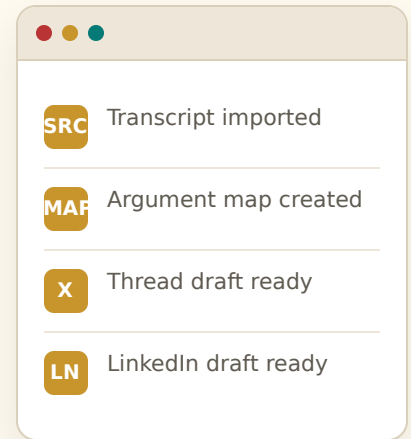 SRC Transcript imported
MAP Argument map created
X Thread draft ready
LN LinkedIn draft ready